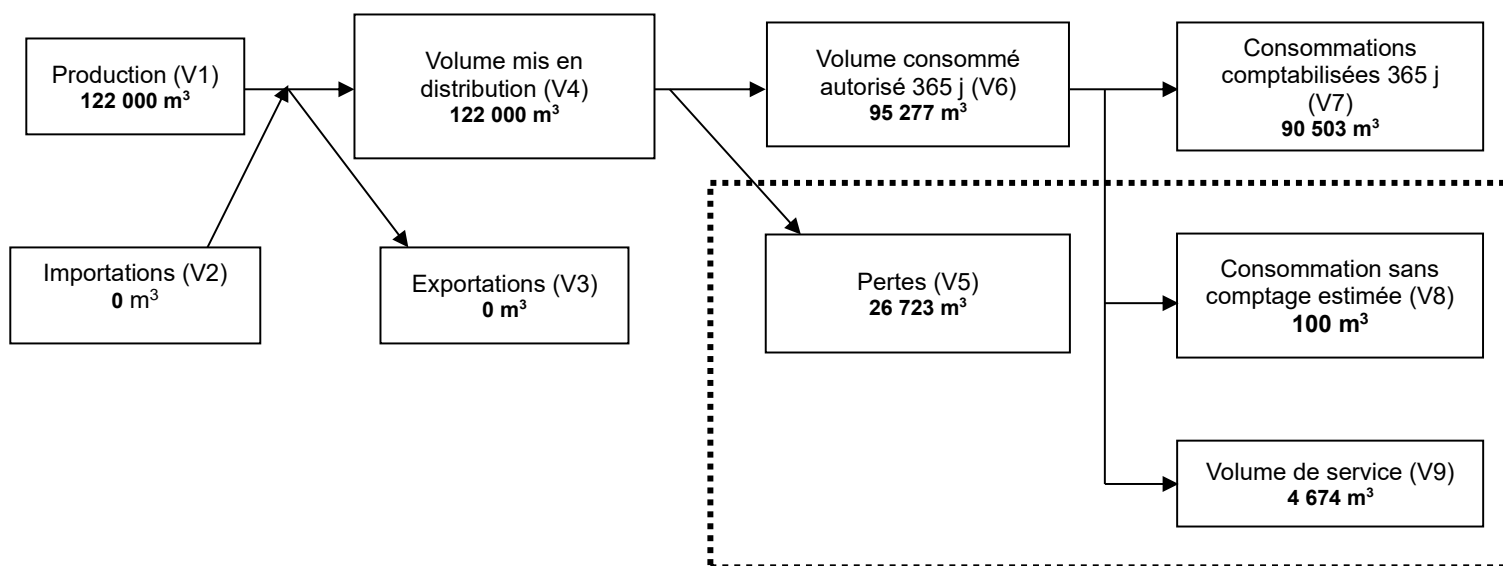 Production (V1)
122 000 m³
Volume mis en
distribution (V4)
122 000 m³
Volume consommé
autorisé 365 j (V6)
95 277 m³
Consommations
comptabilisées 365 j
(V7)
90 503 m³
Importations (V2)
0 m³
Exportations (V3)
0 m³
Pertes (V5)
26 723 m³
Consommation sans
comptage estimée (V8)
100 m³
Volume de service (V9)
4 674 m³